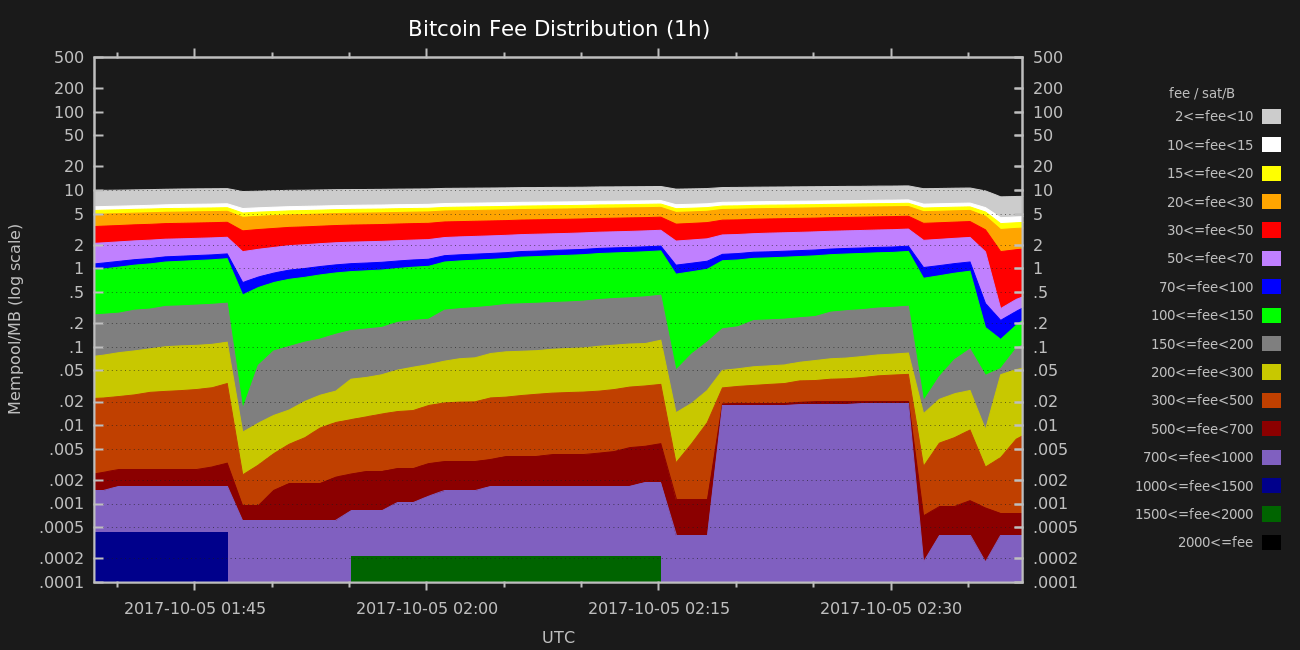 Bitcoin Fee Distribution (1h)
500 500
200 200
100 100
50 50
20 20
10 10
5 5
2 2
1 1
.5 .5
.2 .2
.1 .1
.05 .05
.02 .02
.01 .01
.005 .005
.002 .002
.001 .001
.0005 .0005
.0002 .0002
.0001 .0001
Mempool/MB (log scale)
2017-10-05 01:45 2017-10-05 02:00 2017-10-05 02:15 2017-10-05 02:30
UTC
fee / sat/B
2<=fee<10
10<=fee<15
15<=fee<20
20<=fee<30
30<=fee<50
50<=fee<70
70<=fee<100
100<=fee<150
150<=fee<200
200<=fee<300
300<=fee<500
500<=fee<700
700<=fee<1000
1000<=fee<1500
1500<=fee<2000
2000<=fee